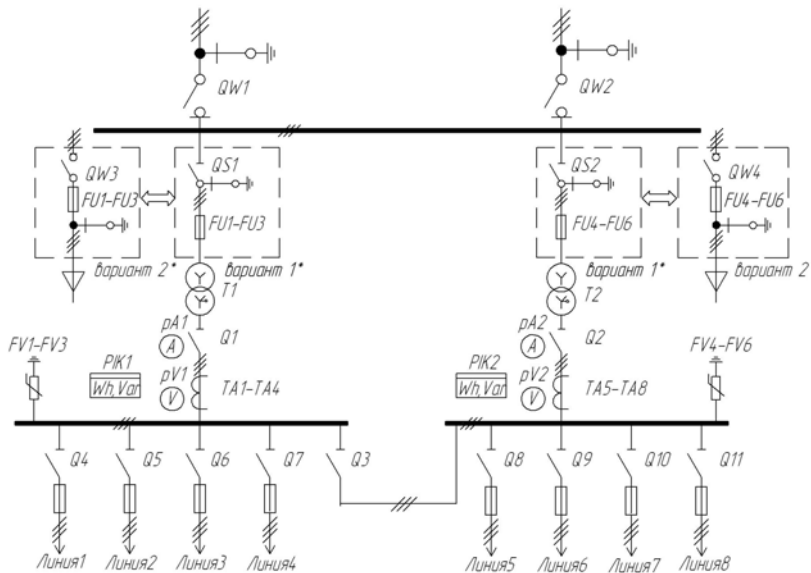 QW1
QW2
QW3
QS1
QS2
QW4
FU1-FU3
FU1-FU3
FU4-FU6
FU4-FU6
вариант 2*
вариант 1*
вариант 1*
вариант 2
T1
T2
pA1
Q1
pA2
Q2
FV1-FV3
A
A
FV4-FV6
PIK1
pV1
PIK2
pV2
Wh,Var
V
TA1-TA4
Wh,Var
V
TA5-TA8
Q4
Q5
Q6
Q7
Q3
Q8
Q9
Q10
Q11
Линия1
Линия2
Линия3
Линия4
Линия5
Линия6
Линия7
Линия8